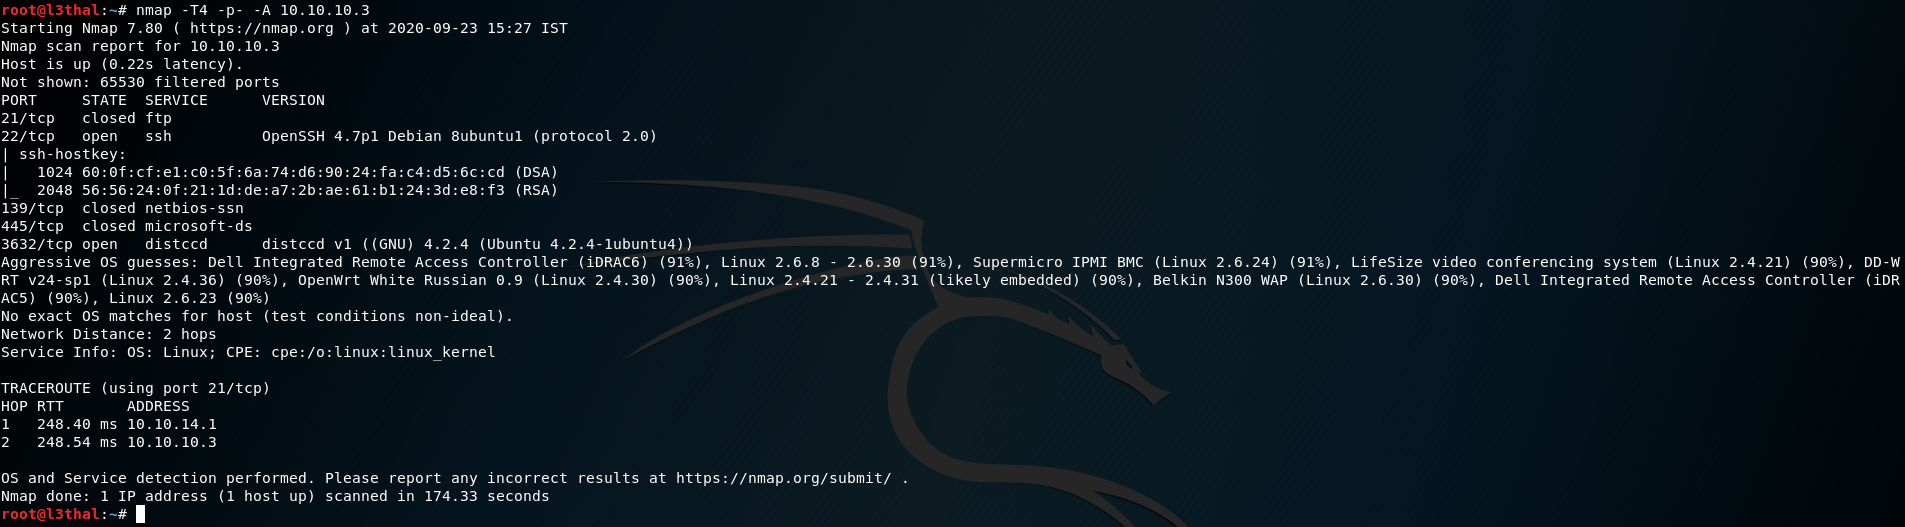 root@l3thal:~# nmap -T4 -p- -A 10.10.10.3
Starting Nmap 7.80 ( https://nmap.org ) at 2020-09-23 15:27 IST
Nmap scan report for 10.10.10.3
Host is up (0.22s latency).
Not shown: 65530 filtered ports
PORT     STATE  SERVICE      VERSION
21/tcp   closed ftp
22/tcp   open   ssh          OpenSSH 4.7p1 Debian 8ubuntu1 (protocol 2.0)
| ssh-hostkey:
|   1024 60:0f:cf:e1:c0:5f:6a:74:d6:90:24:fa:c4:d5:6c:cd (DSA)
|_  2048 56:56:24:0f:21:1d:de:a7:2b:ae:61:b1:24:3d:e8:f3 (RSA)
139/tcp  closed netbios-ssn
445/tcp  closed microsoft-ds
3632/tcp open   distccd      distccd v1 ((GNU) 4.2.4 (Ubuntu 4.2.4-1ubuntu4))
Aggressive OS guesses: Dell Integrated Remote Access Controller (iDRAC6) (91%), Linux 2.6.8 - 2.6.30 (91%), Supermicro IPMI BMC (Linux 2.6.24) (91%), LifeSize video conferencing system (Linux 2.4.21) (90%), DD-W
RT v24-sp1 (Linux 2.4.36) (90%), OpenWrt White Russian 0.9 (Linux 2.4.30) (90%), Linux 2.4.21 - 2.4.31 (likely embedded) (90%), Belkin N300 WAP (Linux 2.6.30) (90%), Dell Integrated Remote Access Controller (iDR
AC5) (90%), Linux 2.6.23 (90%)
No exact OS matches for host (test conditions non-ideal).
Network Distance: 2 hops
Service Info: OS: Linux; CPE: cpe:/o:linux:linux_kernel

TRACEROUTE (using port 21/tcp)
HOP RTT       ADDRESS
1   248.40 ms 10.10.14.1
2   248.54 ms 10.10.10.3

OS and Service detection performed. Please report any incorrect results at https://nmap.org/submit/ .
Nmap done: 1 IP address (1 host up) scanned in 174.33 seconds
root@l3thal:~#